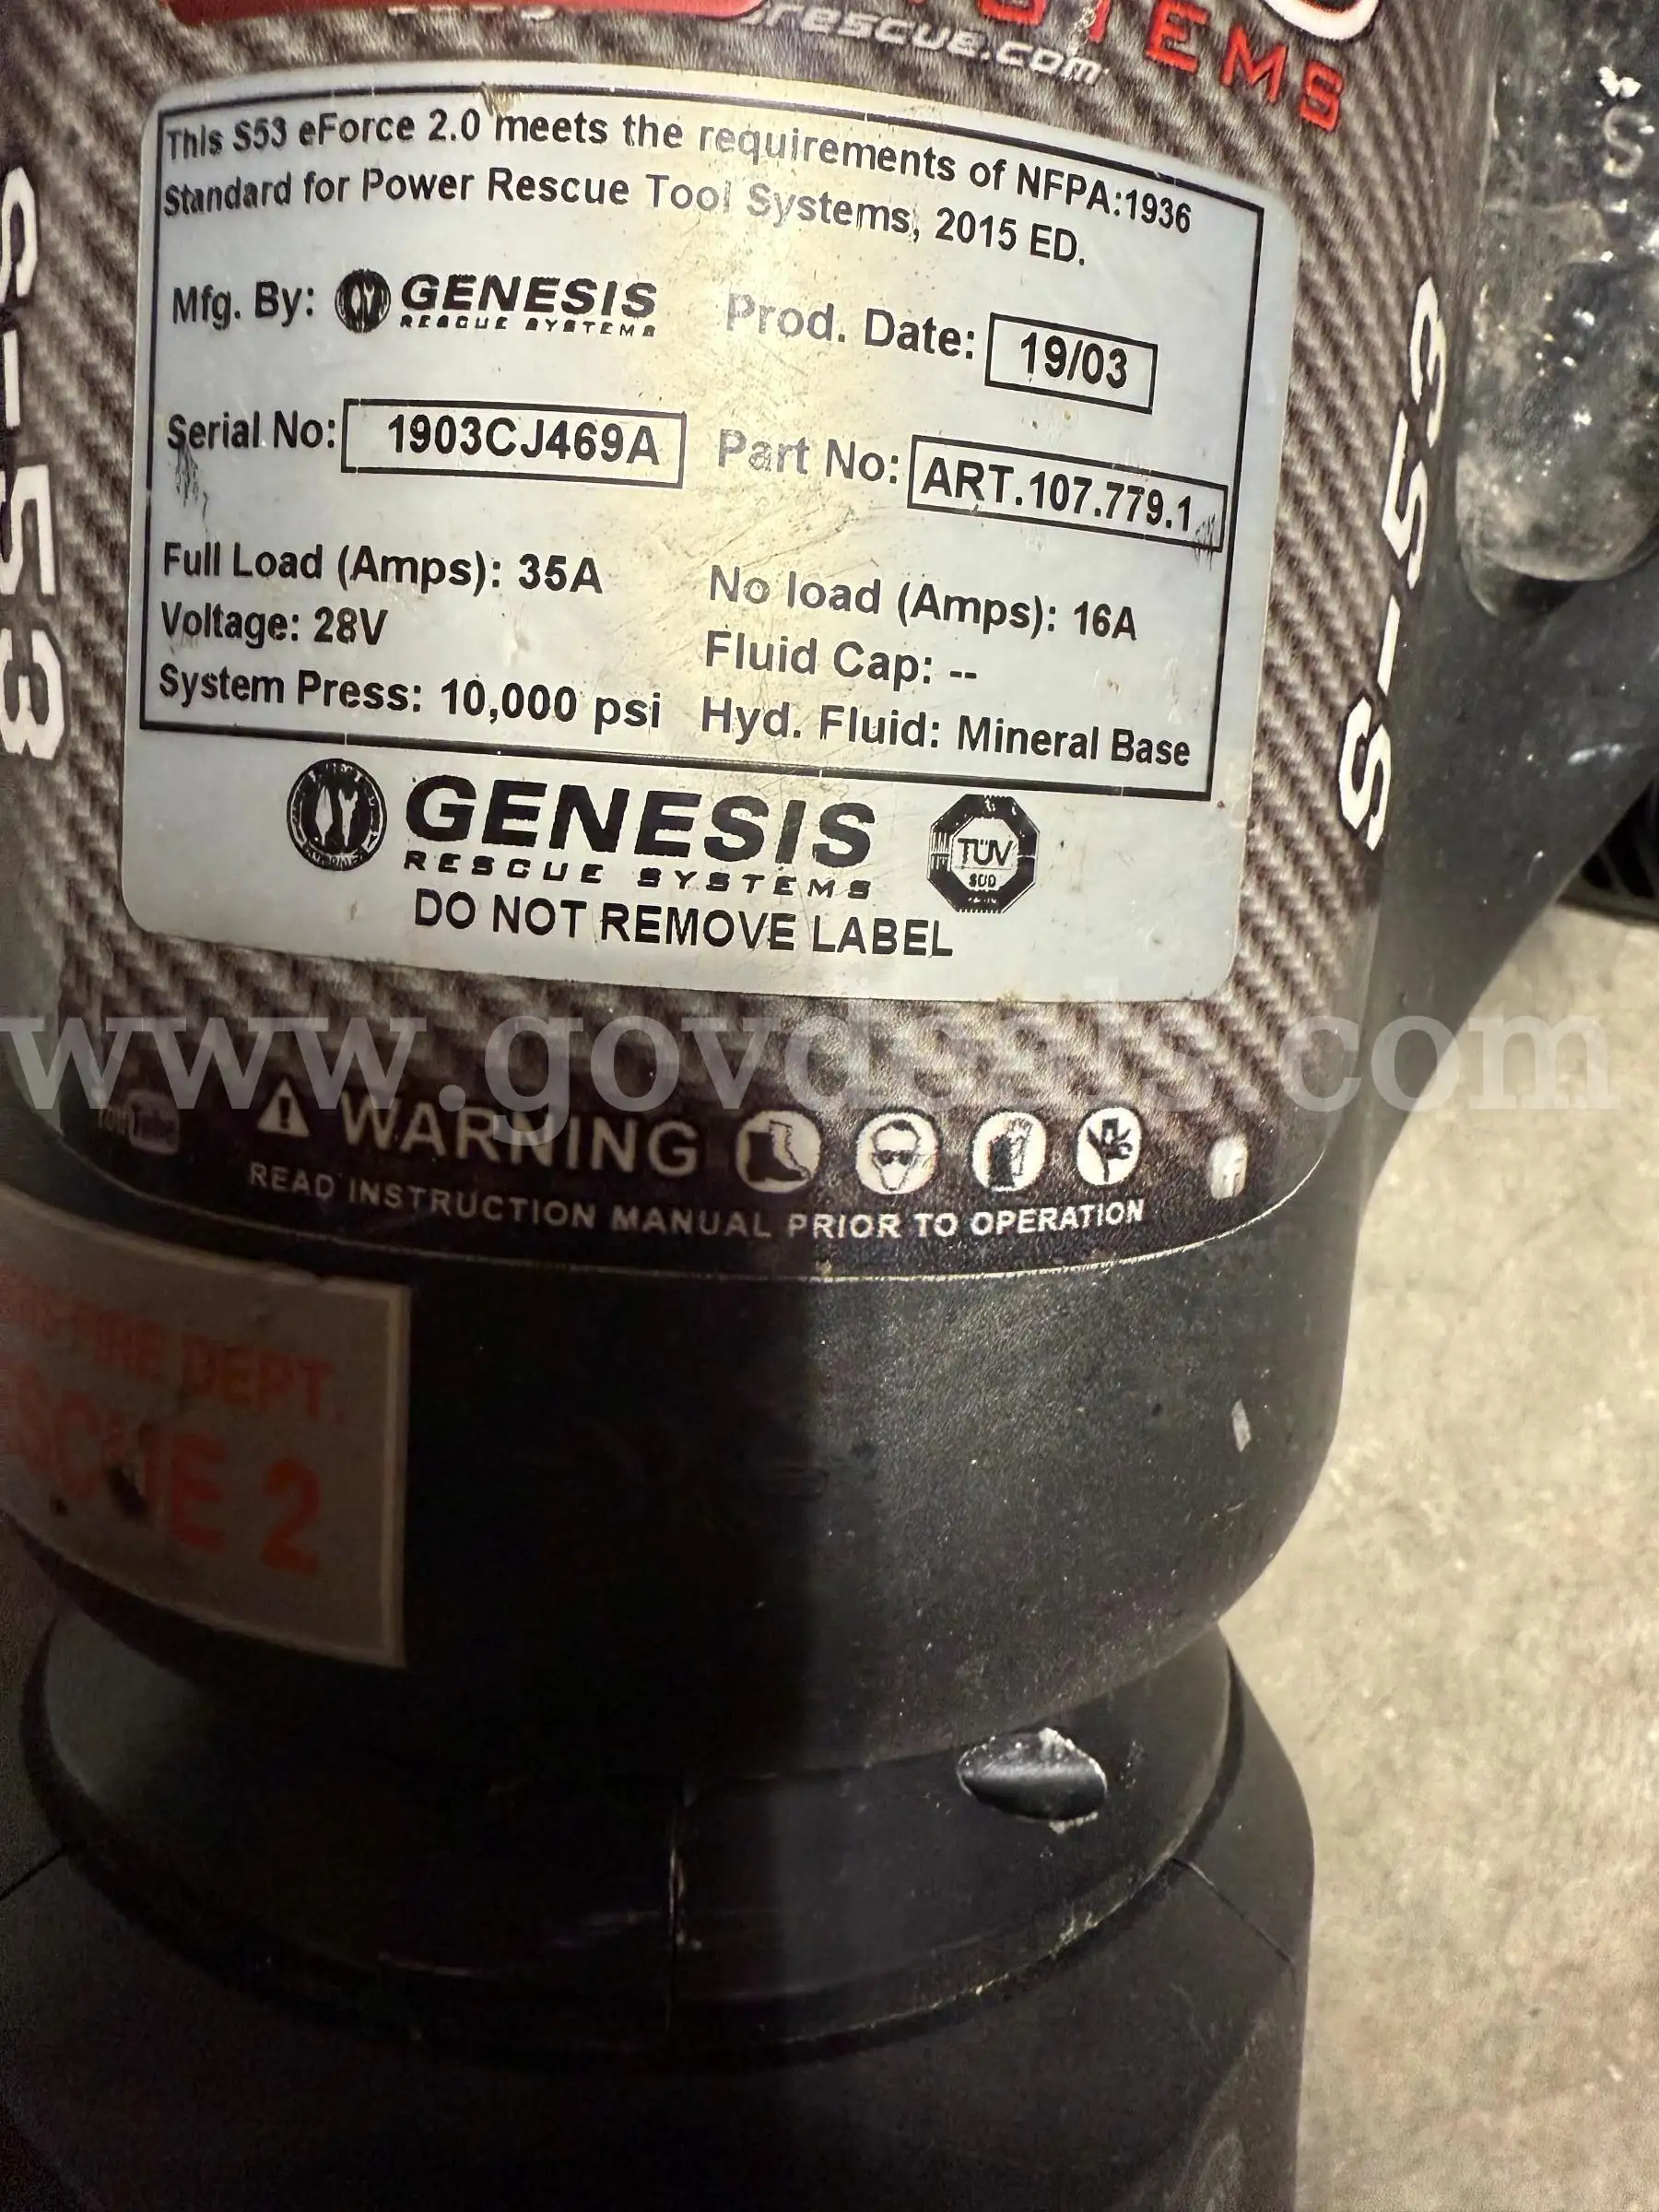 STEMS
rescue.com
This S53 eForce 2.0 meets the requirements of NFPA:1936
Standard for Power Rescue Tool Systems, 2015 ED.
Mfg. By: GENESIS
RESCUE SYSTEMS
Prod. Date: 19/03
Serial No: 1903CJ469A
Part No: ART.107.779.1
Full Load (Amps): 35A
No load (Amps): 16A
Voltage: 28V
Fluid Cap: --
System Press: 10,000 psi
Hyd. Fluid: Mineral Base
GENESIS
RESCUE SYSTEMS
TÜV
SÜD
DO NOT REMOVE LABEL
S-53
S-53
S
www.govdeals.com
YouTube
WARNING
f
READ INSTRUCTION MANUAL PRIOR TO OPERATION
DEPT.
2